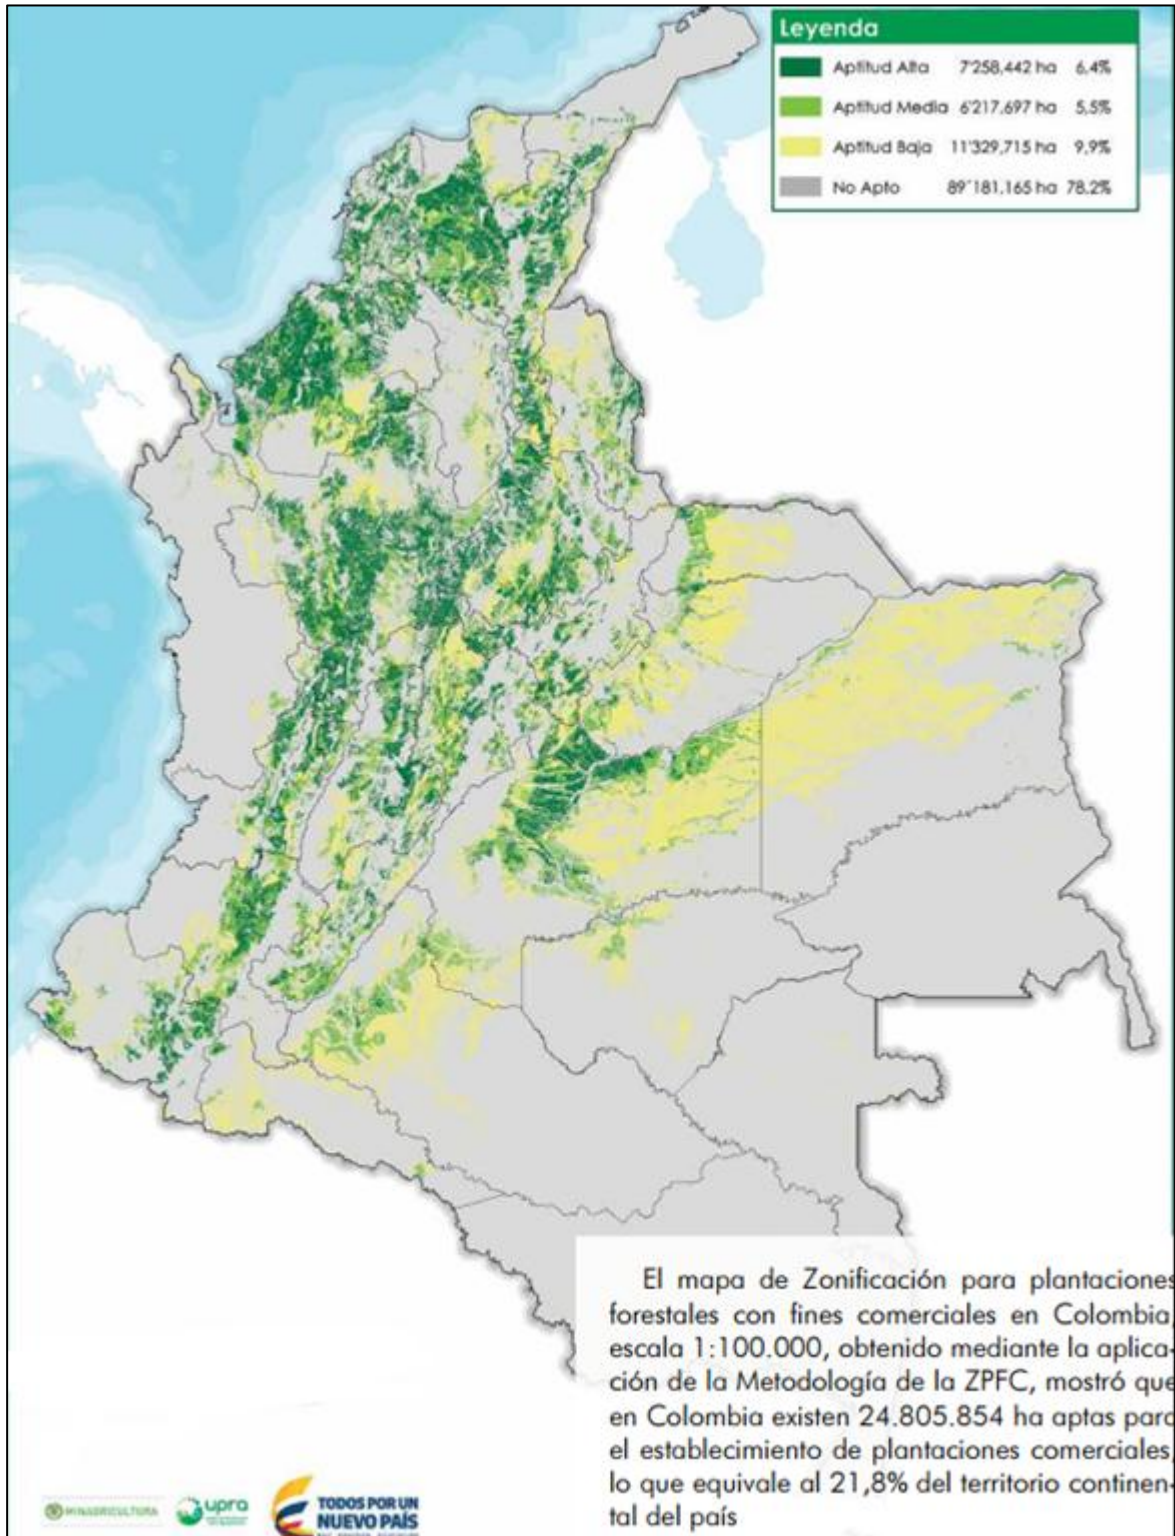 Leyenda
Aptitud Alta 7'258,442 ha 6,4%
Aptitud Media 6'217,697 ha 5,5%
Aptitud Baja 11'329,715 ha 9,9%
No Apto 89'181,165 ha 78,2%
El mapa de Zonificación para plantaciones
forestales con fines comerciales en Colombia,
escala 1:100.000, obtenido mediante la aplica-
ción de la Metodología de la ZPFC, mostró que
en Colombia existen 24.805.854 ha aptas para
el establecimiento de plantaciones comerciales,
lo que equivale al 21,8% del territorio continen-
tal del país
MINAGRICULTURA upra TODOS POR UN
NUEVO PAÍS